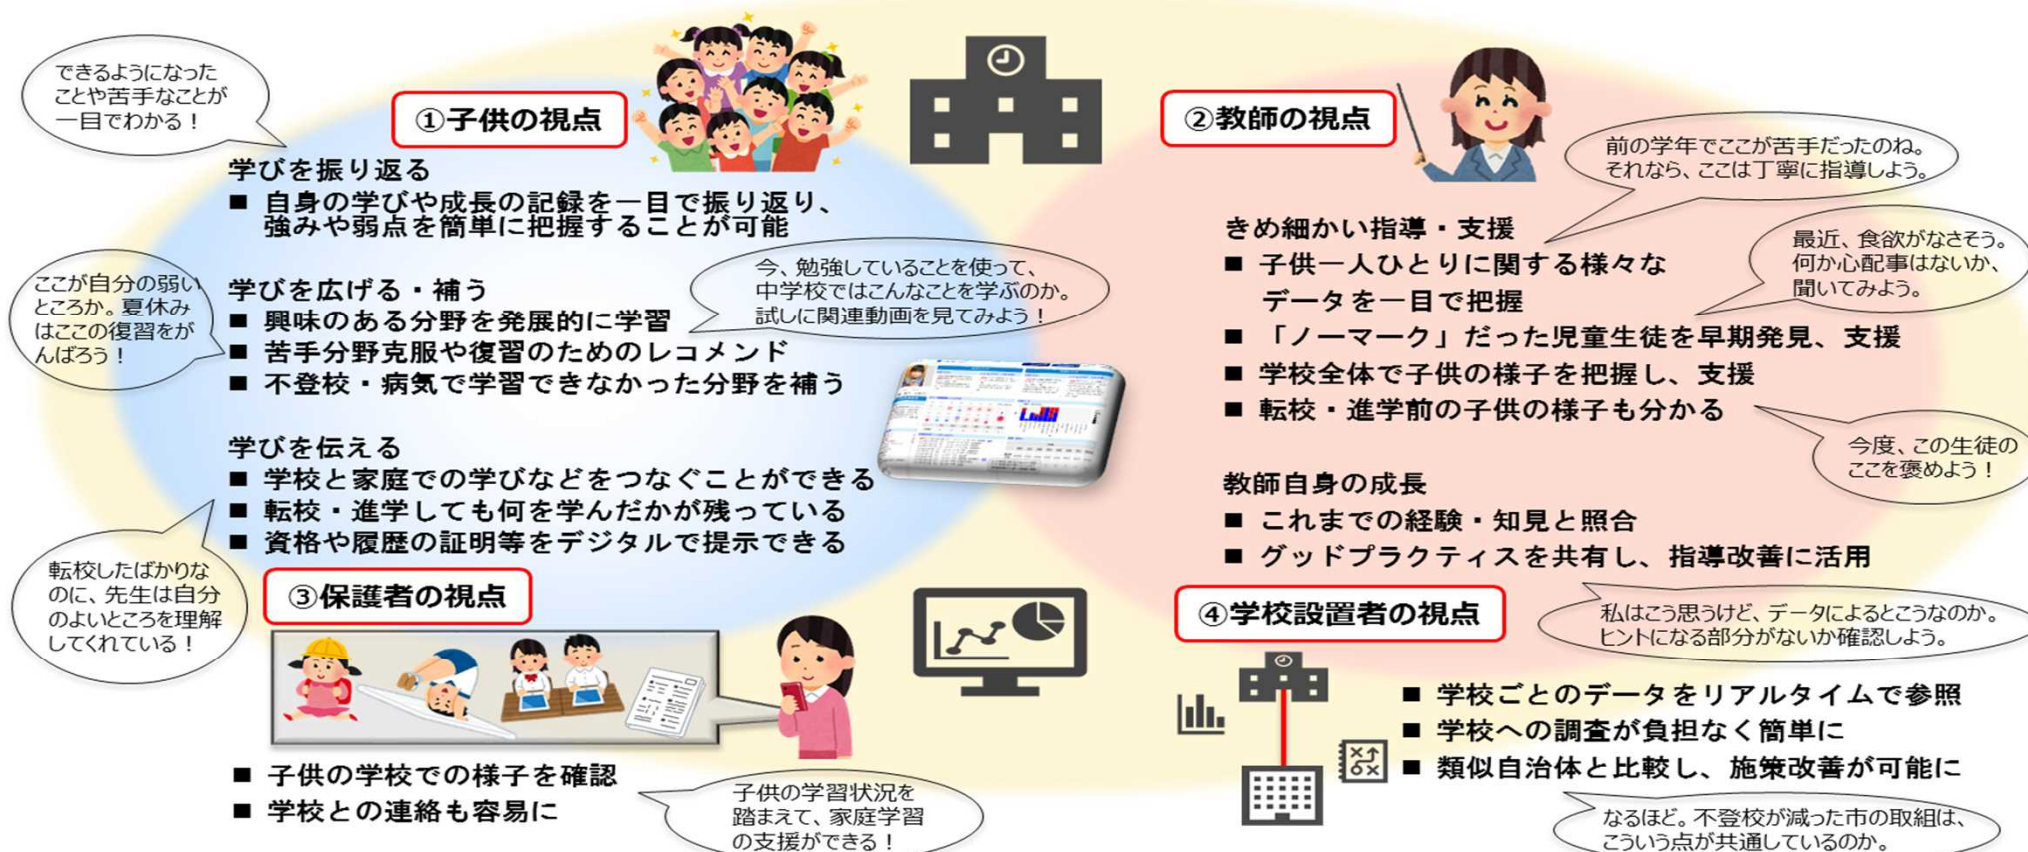 できるようになった
ことや苦手なことが
一目でわかる！
①子供の視点
学びを振り返る
■ 自身の学びや成長の記録を一目で振り返り、
強みや弱点を簡単に把握することが可能
ここが自分の弱い
ところか。夏休み
はここの復習をが
んばろう！
今、勉強していることを使って、
中学校ではこんなことを学ぶのか。
試しに関連動画を見てみよう！
学びを広げる・補う
■ 興味のある分野を発展的に学習
■ 苦手分野克服や復習のためのレコメンド
■ 不登校・病気で学習できなかった分野を補う
学びを伝える
■ 学校と家庭での学びなどをつなぐことができる
■ 転校・進学しても何を学んだかが残っている
■ 資格や履歴の証明等をデジタルで提示できる
転校したばかりな
のに、先生は自分
のよいところを理解
してくれている！
②教師の視点
前の学年でここが苦手だったのね。
それなら、ここは丁寧に指導しよう。
きめ細かい指導・支援
■ 子供一人ひとりに関する様々な
データを一目で把握
■ 「ノーマーク」だった児童生徒を早期発見、支援
■ 学校全体で子供の様子を把握し、支援
■ 転校・進学前の子供の様子も分かる
最近、食欲がなさそう。
何か心配事はないか、
聞いてみよう。
今度、この生徒の
ここを褒めよう！
教師自身の成長
■ これまでの経験・知見と照合
■ グッドプラクティスを共有し、指導改善に活用
私はこう思うけど、データによるとこうなのか。
ヒントになる部分がないか確認しよう。
③保護者の視点
■ 子供の学校での様子を確認
■ 学校との連絡も容易に
子供の学習状況を
踏まえて、家庭学習
の支援ができる！
④学校設置者の視点
■ 学校ごとのデータをリアルタイムで参照
■ 学校への調査が負担なく簡単に
■ 類似自治体と比較し、施策改善が可能に
なるほど。不登校が減った市の取組は、
こういう点が共通しているのか。